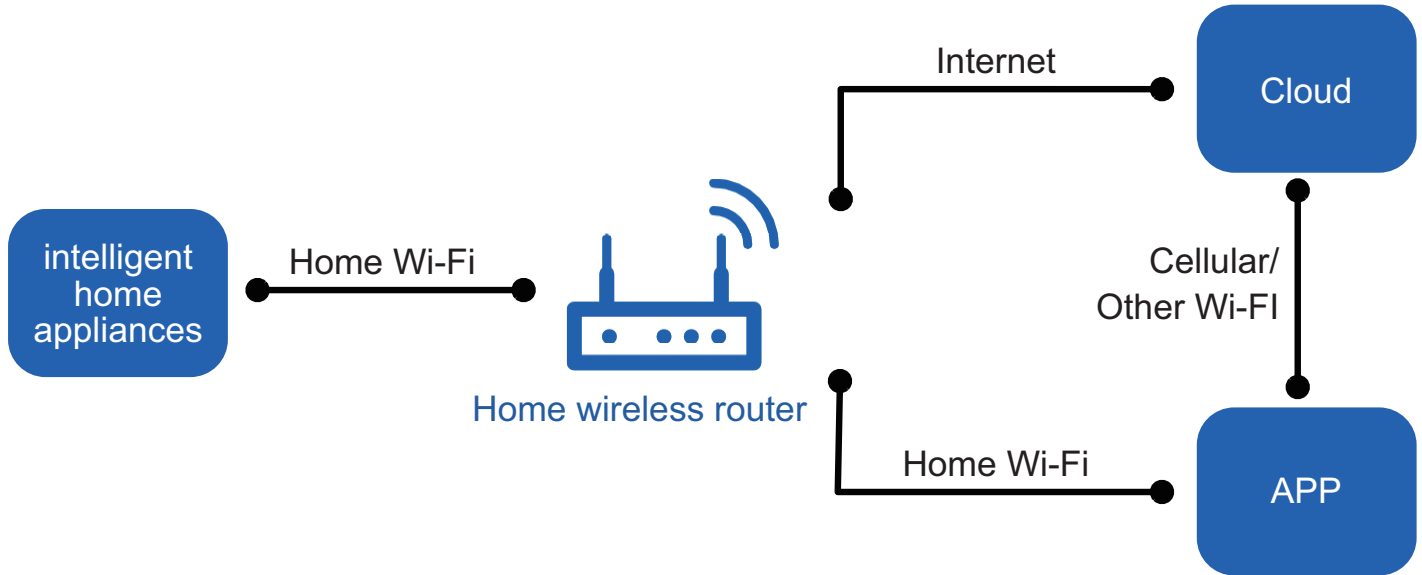 Internet
Cloud
intelligent
home
appliances
Home Wi-Fi
Cellular/
Other Wi-FI
Home wireless router
Home Wi-Fi
APP